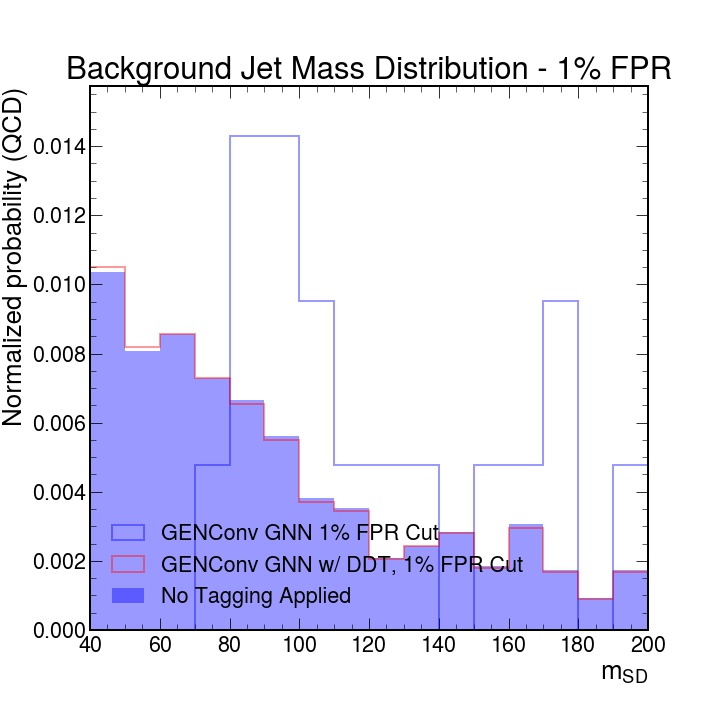 Background Jet Mass Distribution - 1% FPR
Normalized probability (QCD)
0.014
0.012
0.010
0.008
0.006
0.004
0.002
0.000
GENConv GNN 1% FPR Cut
GENConv GNN w/ DDT, 1% FPR Cut
No Tagging Applied
40 60 80 100 120 140 160 180 200
mSD